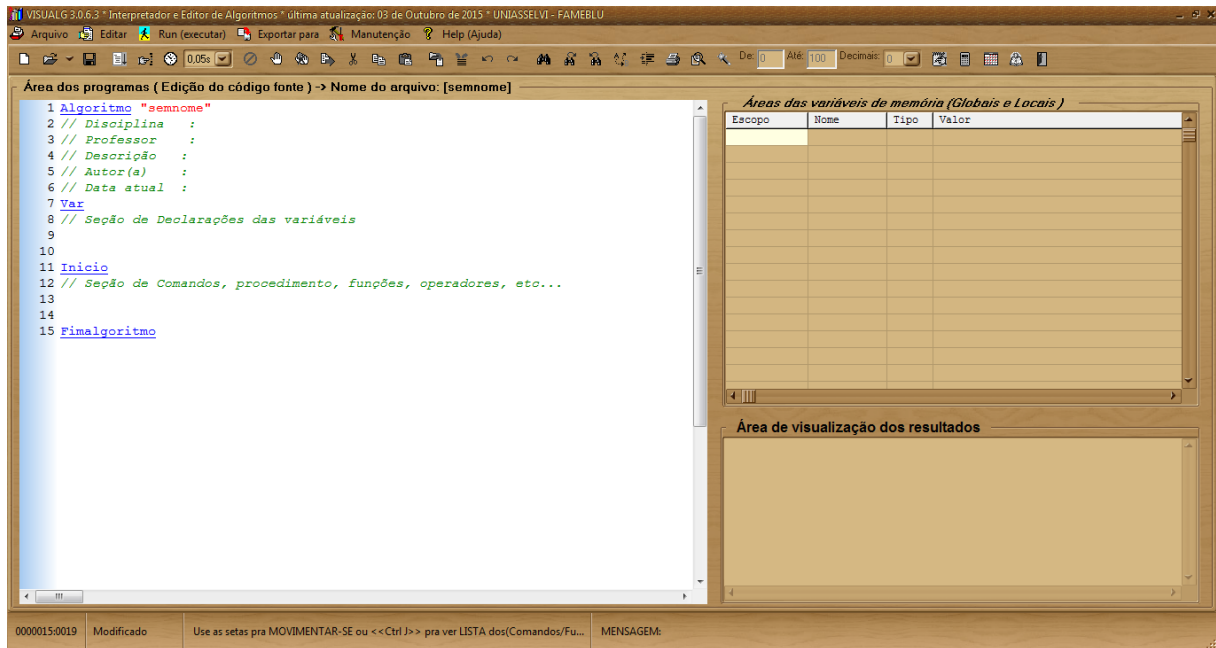 VISUALG 3.0.6.3 * Interpretador e Editor de Algoritmos * última atualização: 03 de Outubro de 2015 * UNIASSELVI - FAMEBLU
Arquivo Editar Run (executar) Exportar para Manutenção Help (Ajuda)
0,05s De: 0 Até: 100 Decimais: 0
Área dos programas ( Edição do código fonte ) -> Nome do arquivo: [semnome]
1 Algoritmo "semnome"
2 // Disciplina :
3 // Professor :
4 // Descrição :
5 // Autor(a) :
6 // Data atual :
7 Var
8 // Seção de Declarações das variáveis
9
10
11 Inicio
12 // Seção de Comandos, procedimento, funções, operadores, etc...
13
14
15 Fimalgoritmo
Áreas das variáveis de memória (Globais e Locais )
Escopo Nome Tipo Valor
Área de visualização dos resultados
0000015:0019 Modificado Use as setas pra MOVIMENTAR-SE ou <<Ctrl J>> pra ver LISTA dos(Comandos/Fu... MENSAGEM: